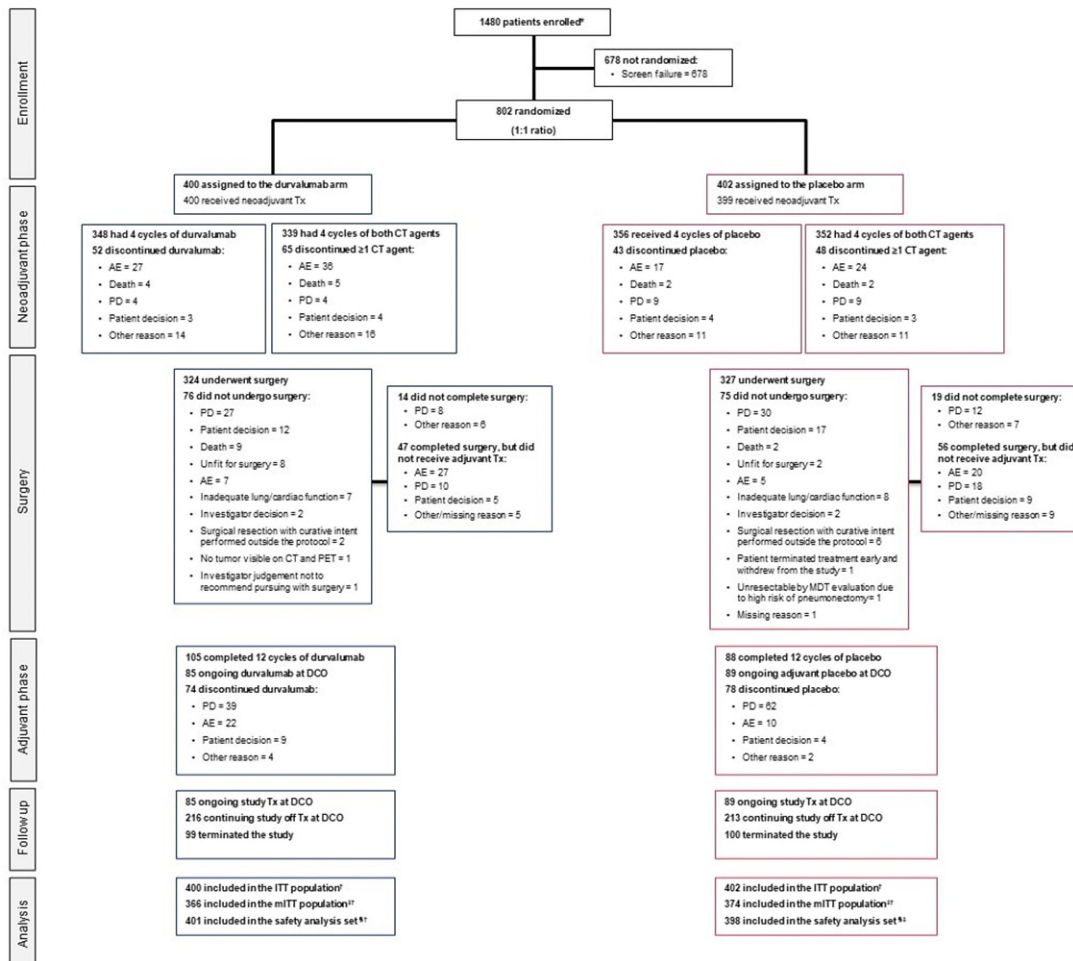 Enrollment
1480 patients enrolled*
678 not randomized:
• Screen failure = 678
802 randomized
(1:1 ratio)
400 assigned to the durvalumab arm
400 received neoadjuvant Tx
402 assigned to the placebo arm
399 received neoadjuvant Tx
Neoadjuvant phase
348 had 4 cycles of durvalumab
52 discontinued durvalumab:
• AE = 27
• Death = 4
• PD = 4
• Patient decision = 3
• Other reason = 14
339 had 4 cycles of both CT agents
65 discontinued ≥1 CT agent:
• AE = 36
• Death = 5
• PD = 4
• Patient decision = 4
• Other reason = 16
356 received 4 cycles of placebo
43 discontinued placebo:
• AE = 17
• Death = 2
• PD = 9
• Patient decision = 4
• Other reason = 11
352 had 4 cycles of both CT agents
48 discontinued ≥1 CT agent:
• AE = 24
• Death = 2
• PD = 9
• Patient decision = 3
• Other reason = 11
Surgery
324 underwent surgery
76 did not undergo surgery:
• PD = 27
• Patient decision = 12
• Death = 9
• Unfit for surgery = 8
• AE = 7
• Inadequate lung/cardiac function = 7
• Investigator decision = 2
• Surgical resection with curative intent
performed outside the protocol = 2
• No tumor visible on CT and PET = 1
• Investigator judgement not to
recommend pursuing with surgery = 1
14 did not complete surgery:
• PD = 8
• Other reason = 6
47 completed surgery, but did
not receive adjuvant Tx:
• AE = 27
• PD = 10
• Patient decision = 5
• Other/missing reason = 5
327 underwent surgery
75 did not undergo surgery:
• PD = 30
• Patient decision = 17
• Death = 2
• Unfit for surgery = 2
• AE = 5
• Inadequate lung/cardiac function = 8
• Investigator decision = 2
• Surgical resection with curative intent
performed outside the protocol = 6
• Patient terminated treatment early and
withdrew from the study = 1
• Unresectable by MDT evaluation due
to high risk of pneumonectomy = 1
• Missing reason = 1
19 did not complete surgery:
• PD = 12
• Other reason = 7
56 completed surgery, but did
not receive adjuvant Tx:
• AE = 20
• PD = 18
• Patient decision = 9
• Other/missing reason = 9
Adjuvant phase
105 completed 12 cycles of durvalumab
85 ongoing durvalumab at DCO
74 discontinued durvalumab:
• PD = 39
• AE = 22
• Patient decision = 9
• Other reason = 4
88 completed 12 cycles of placebo
89 ongoing adjuvant placebo at DCO
78 discontinued placebo:
• PD = 62
• AE = 10
• Patient decision = 4
• Other reason = 2
Follow up
85 ongoing study Tx at DCO
216 continuing study off Tx at DCO
99 terminated the study
89 ongoing study Tx at DCO
213 continuing study off Tx at DCO
100 terminated the study
Analysis
400 included in the ITT population†
366 included in the mITT population‡†
401 included in the safety analysis set
402 included in the ITT population†
374 included in the mITT population‡†
398 included in the safety analysis set